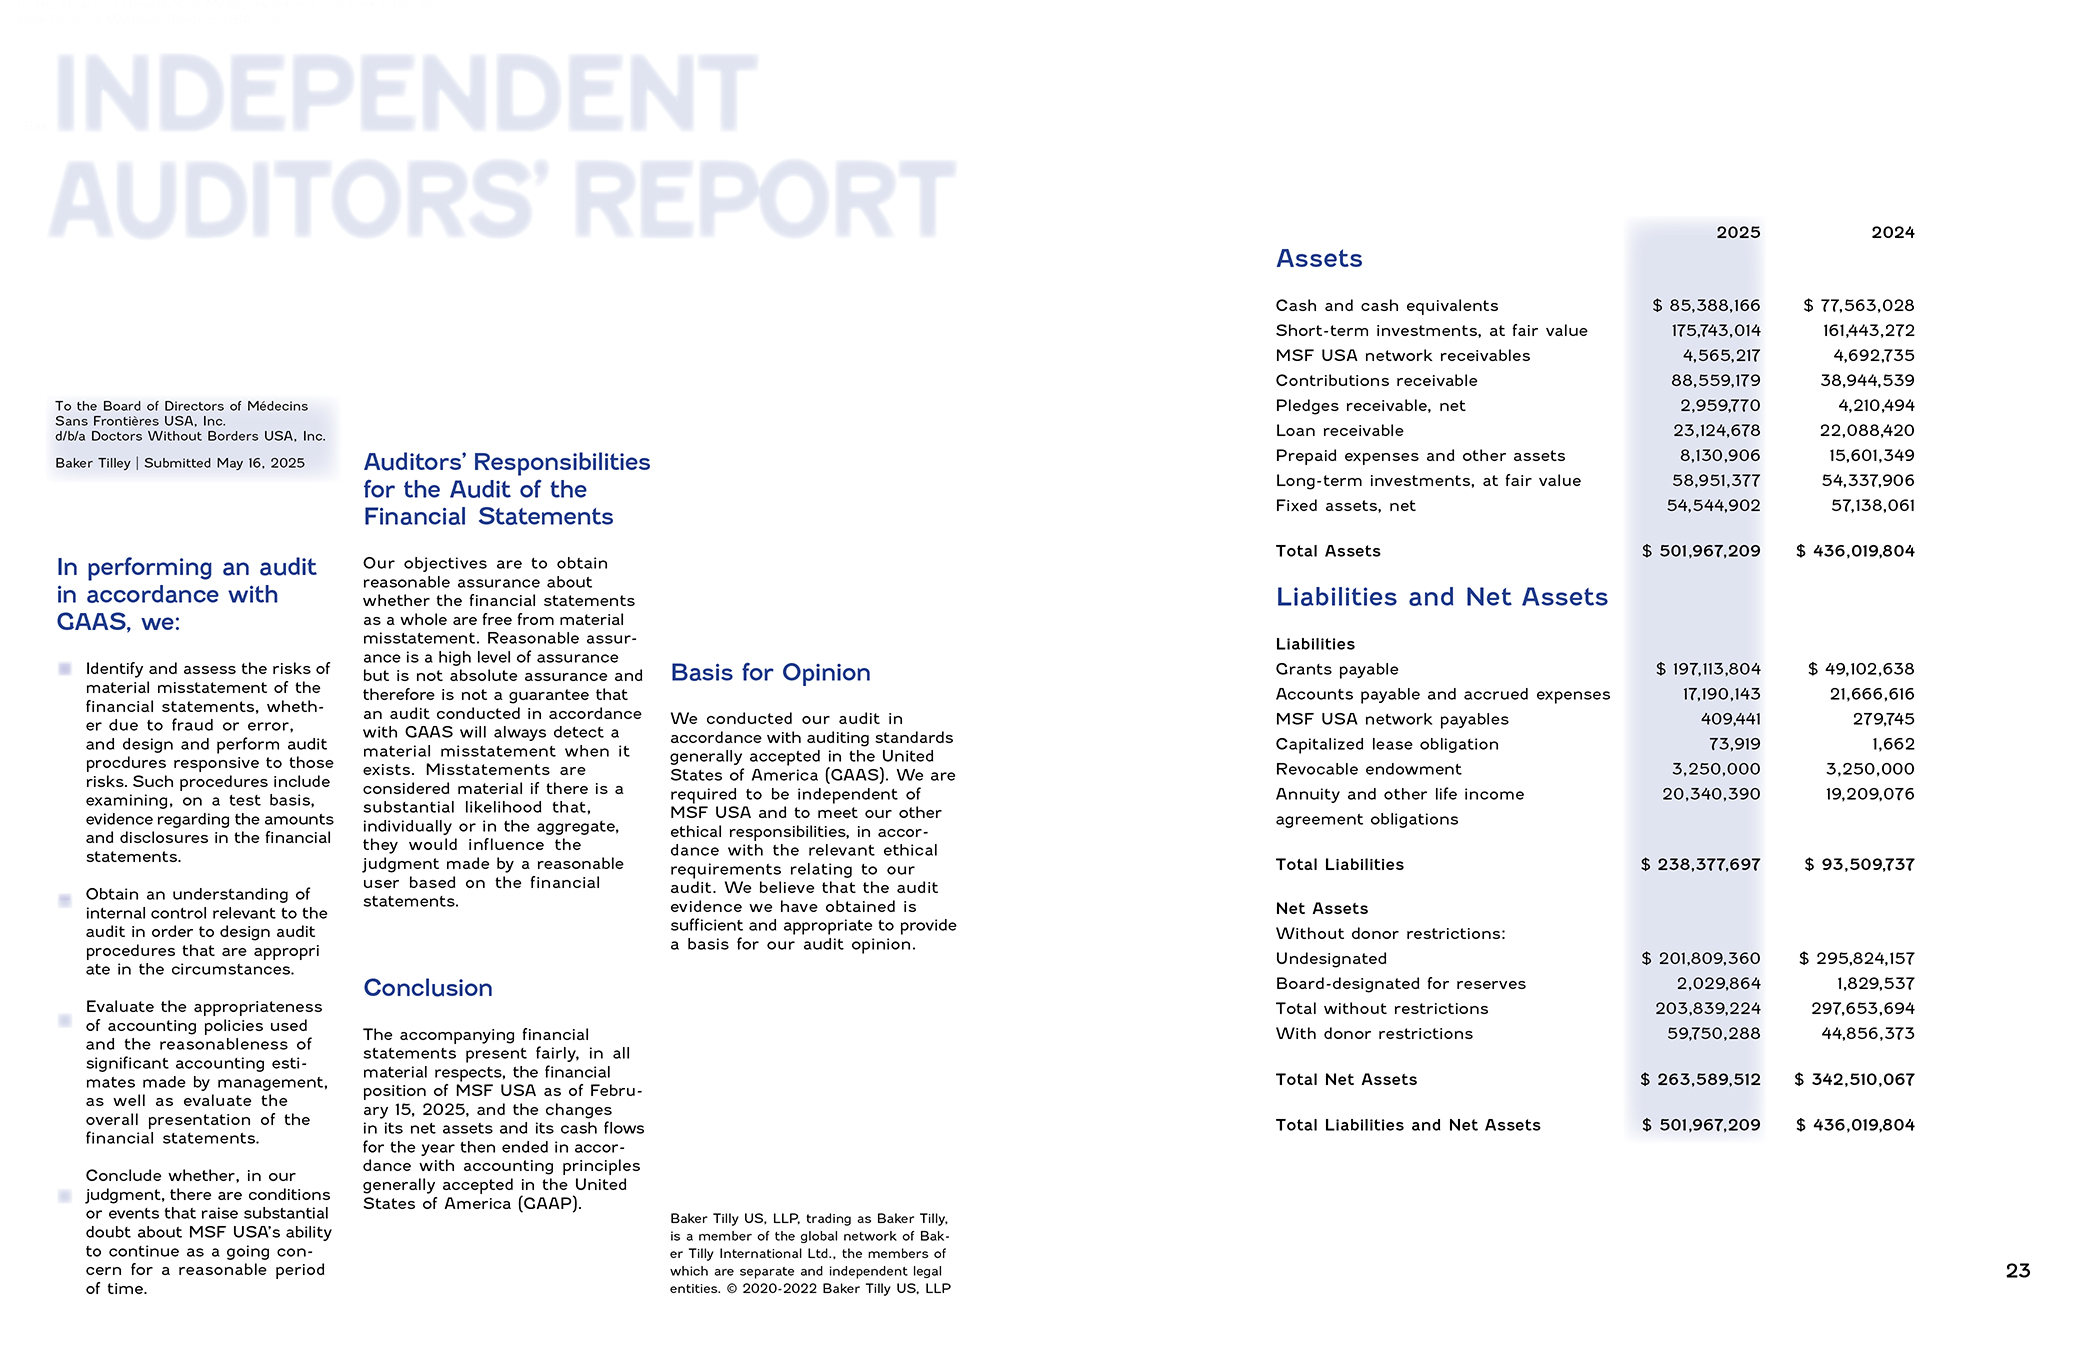 INDEPENDENT
AUDITORS’ REPORT
To the Board of Directors of Médecins
Sans Frontières USA, Inc.
d/b/a Doctors Without Borders USA, Inc.
Baker Tilley | Submitted May 16, 2025
In performing an audit
in accordance with
GAAS, we:
Identify and assess the risks of
material misstatement of the
financial statements, wheth-
er due to fraud or error,
and design and perform audit
procdures responsive to those
risks. Such procedures include
examining, on a test basis,
evidence regarding the amounts
and disclosures in the financial
statements.
Obtain an understanding of
internal control relevant to the
audit in order to design audit
procedures that are appropri
ate in the circumstances.
Evaluate the appropriateness
of accounting policies used
and the reasonableness of
significant accounting esti-
mates made by management,
as well as evaluate the
overall presentation of the
financial statements.
Conclude whether, in our
judgment, there are conditions
or events that raise substantial
doubt about MSF USA’s ability
to continue as a going con-
cern for a reasonable period
of time.
Auditors’ Responsibilities
for the Audit of the
Financial Statements
Our objectives are to obtain
reasonable assurance about
whether the financial statements
as a whole are free from material
misstatement. Reasonable assur-
ance is a high level of assurance
but is not absolute assurance and
therefore is not a guarantee that
an audit conducted in accordance
with GAAS will always detect a
material misstatement when it
exists. Misstatements are
considered material if there is a
substantial likelihood that,
individually or in the aggregate,
they would influence the
judgment made by a reasonable
user based on the financial
statements.
Conclusion
The accompanying financial
statements present fairly, in all
material respects, the financial
position of MSF USA as of Febru-
ary 15, 2025, and the changes
in its net assets and its cash flows
for the year then ended in accor-
dance with accounting principles
generally accepted in the United
States of America (GAAP).
Basis for Opinion
We conducted our audit in
accordance with auditing standards
generally accepted in the United
States of America (GAAS). We are
required to be independent of
MSF USA and to meet our other
ethical responsibilities, in accor-
dance with the relevant ethical
requirements relating to our
audit. We believe that the audit
evidence we have obtained is
sufficient and appropriate to provide
a basis for our audit opinion.
Baker Tilly US, LLP, trading as Baker Tilly,
is a member of the global network of Bak-
er Tilly International Ltd., the members of
which are separate and independent legal
entities. © 2020-2022 Baker Tilly US, LLP
2025 2024
Assets
Cash and cash equivalents $ 85,388,166 $ 77,563,028
Short-term investments, at fair value 175,743,014 161,443,272
MSF USA network receivables 4,565,217 4,692,735
Contributions receivable 88,559,179 38,944,539
Pledges receivable, net 2,959,770 4,210,494
Loan receivable 23,124,678 22,088,420
Prepaid expenses and other assets 8,130,906 15,601,349
Long-term investments, at fair value 58,951,377 54,337,906
Fixed assets, net 54,544,902 57,138,061
Total Assets $ 501,967,209 $ 436,019,804
Liabilities and Net Assets
Liabilities
Grants payable $ 197,113,804 $ 49,102,638
Accounts payable and accrued expenses 17,190,143 21,666,616
MSF USA network payables 409,441 279,745
Capitalized lease obligation 73,919 1,662
Revocable endowment 3,250,000 3,250,000
Annuity and other life income 20,340,390 19,209,076
agreement obligations
Total Liabilities $ 238,377,697 $ 93,509,737
Net Assets
Without donor restrictions:
Undesignated $ 201,809,360 $ 295,824,157
Board-designated for reserves 2,029,864 1,829,537
Total without restrictions 203,839,224 297,653,694
With donor restrictions 59,750,288 44,856,373
Total Net Assets $ 263,589,512 $ 342,510,067
Total Liabilities and Net Assets $ 501,967,209 $ 436,019,804
23